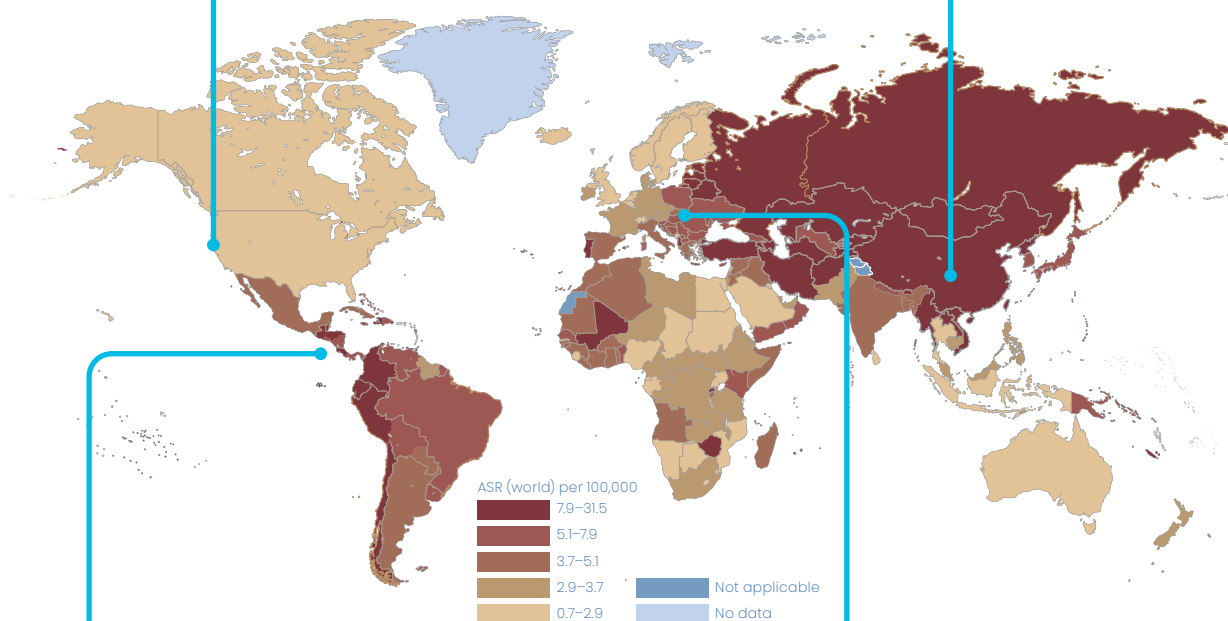 ASR (world) per 100,000
7.9–31.5
5.1–7.9
3.7–5.1
2.9–3.7
Not applicable
0.7–2.9
No data